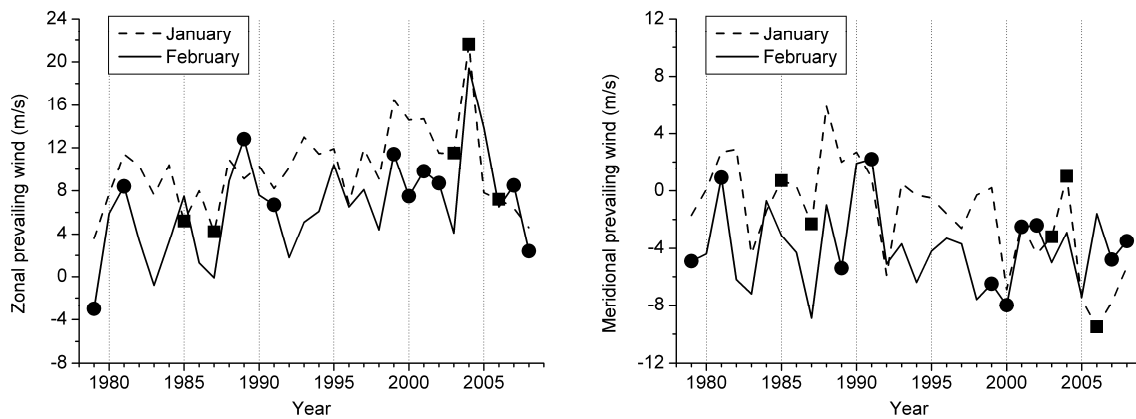 24
20
16
12
8
4
0
-4
-8
Zonal prevailing wind (m/s)
January
February
1980 1985 1990 1995 2000 2005
Year
12
8
4
0
-4
-8
-12
Meridional prevailing wind (m/s)
January
February
1980 1985 1990 1995 2000 2005
Year